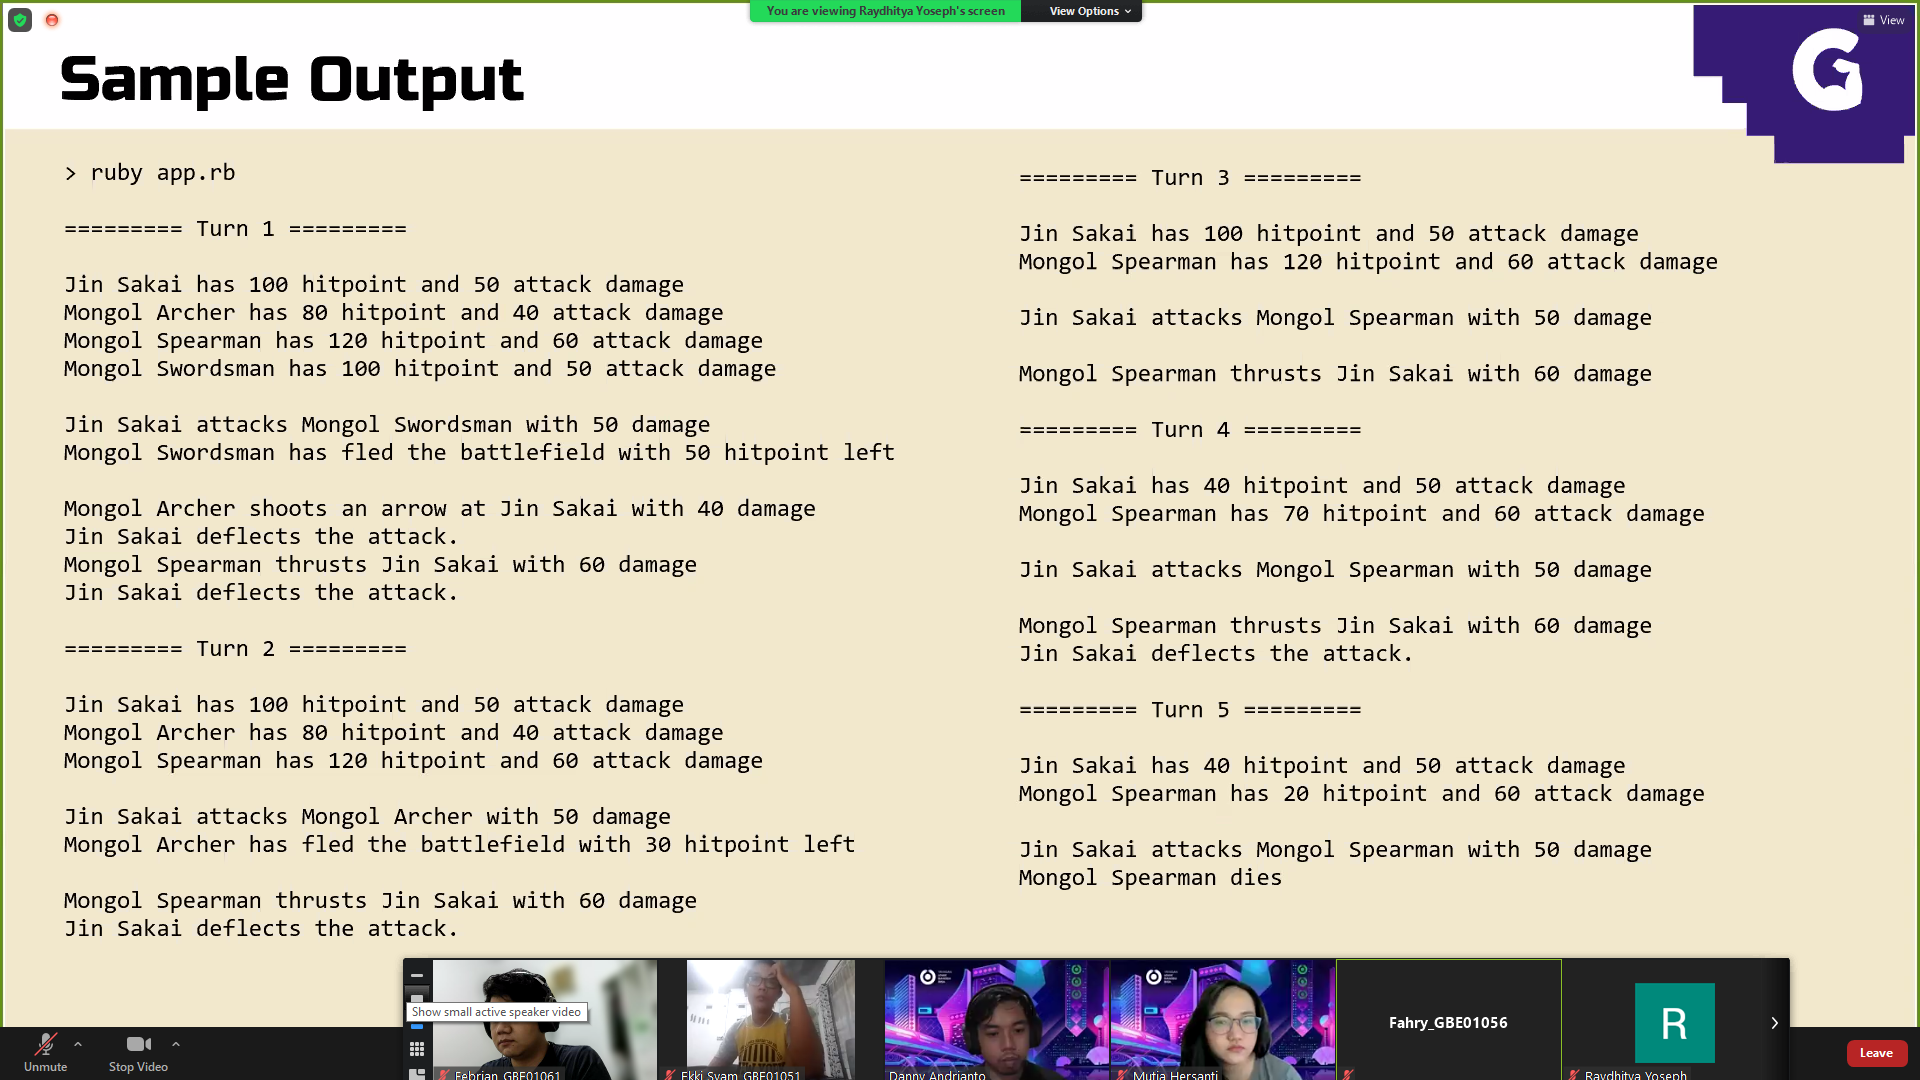 You are viewing Raydhitya Yoseph's screen
View Options
View
Sample Output
G
> ruby app.rb
========= Turn 1 =========
Jin Sakai has 100 hitpoint and 50 attack damage
Mongol Archer has 80 hitpoint and 40 attack damage
Mongol Spearman has 120 hitpoint and 60 attack damage
Mongol Swordsman has 100 hitpoint and 50 attack damage
Jin Sakai attacks Mongol Swordsman with 50 damage
Mongol Swordsman has fled the battlefield with 50 hitpoint left
Mongol Archer shoots an arrow at Jin Sakai with 40 damage
Jin Sakai deflects the attack.
Mongol Spearman thrusts Jin Sakai with 60 damage
Jin Sakai deflects the attack.
========= Turn 2 =========
Jin Sakai has 100 hitpoint and 50 attack damage
Mongol Archer has 80 hitpoint and 40 attack damage
Mongol Spearman has 120 hitpoint and 60 attack damage
Jin Sakai attacks Mongol Archer with 50 damage
Mongol Archer has fled the battlefield with 30 hitpoint left
Mongol Spearman thrusts Jin Sakai with 60 damage
Jin Sakai deflects the attack.
========= Turn 3 =========
Jin Sakai has 100 hitpoint and 50 attack damage
Mongol Spearman has 120 hitpoint and 60 attack damage
Jin Sakai attacks Mongol Spearman with 50 damage
Mongol Spearman thrusts Jin Sakai with 60 damage
========= Turn 4 =========
Jin Sakai has 40 hitpoint and 50 attack damage
Mongol Spearman has 70 hitpoint and 60 attack damage
Jin Sakai attacks Mongol Spearman with 50 damage
Mongol Spearman thrusts Jin Sakai with 60 damage
Jin Sakai deflects the attack.
========= Turn 5 =========
Jin Sakai has 40 hitpoint and 50 attack damage
Mongol Spearman has 20 hitpoint and 60 attack damage
Jin Sakai attacks Mongol Spearman with 50 damage
Mongol Spearman dies
Show small active speaker video
Febrian_GBE01061
Ekki Syam_GBE01051
Danny Andrianto
Mutia Hersanti
Fahry_GBE01056
R
Raydhitya Yoseph
Unmute
Stop Video
Leave